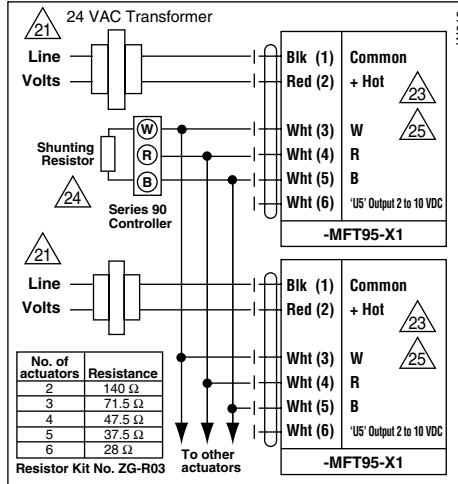 21 24 VAC Transformer
Line
Volts
Blk (1) Common
Red (2) + Hot
23
Wht (3) W
25
Wht (4) R
Wht (5) B
Wht (6) 'U5' Output 2 to 10 VDC
-MFT95-X1
Shunting
Resistor
24
W
R
B
Series 90
Controller
21
Line
Volts
Blk (1) Common
Red (2) + Hot
23
Wht (3) W
25
Wht (4) R
Wht (5) B
Wht (6) 'U5' Output 2 to 10 VDC
-MFT95-X1
No. of
actuators Resistance
2 140 Ω
3 71.5 Ω
4 47.5 Ω
5 37.5 Ω
6 28 Ω
Resistor Kit No. ZG-R03
To other
actuators